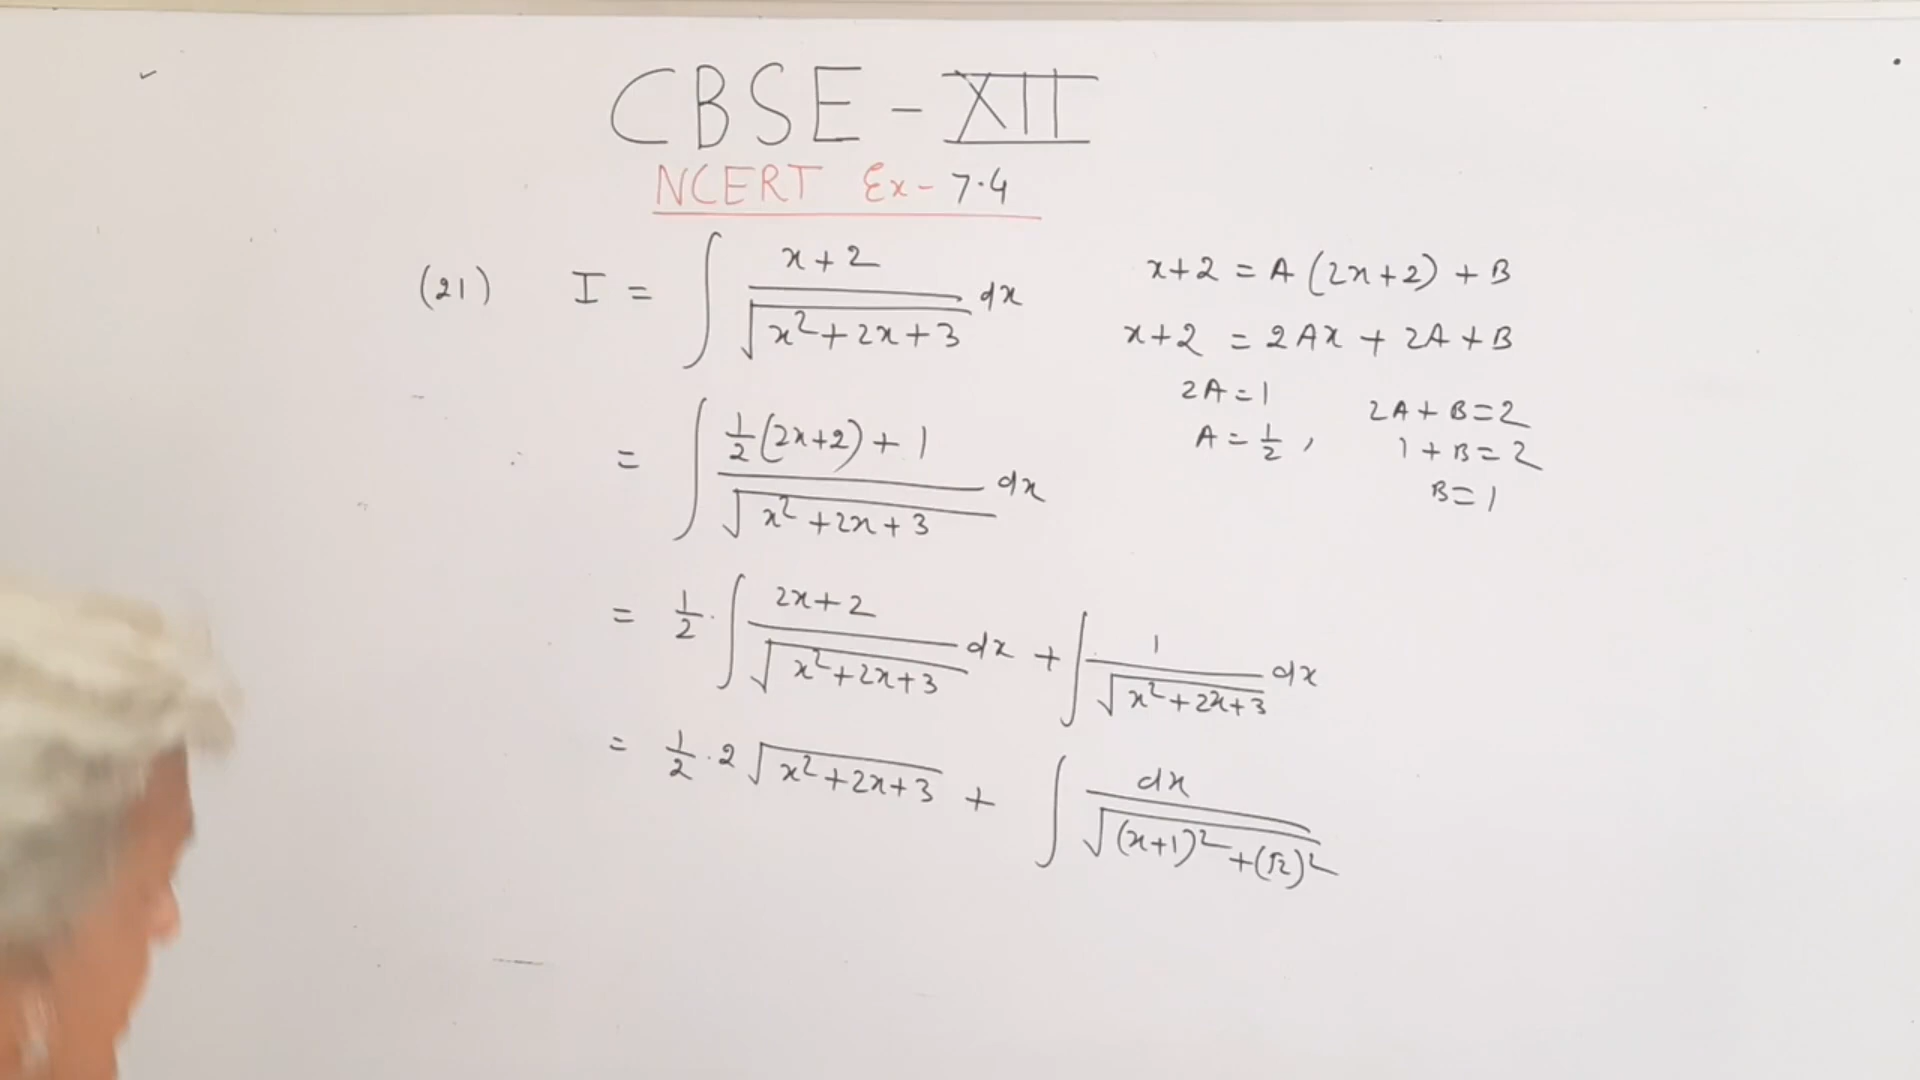 CBSE - XII
NCERT Ex- 7.4
(21) I = ∫ (x+2)/√(x²+2x+3) dx
x+2 = A(2x+2) + B
x+2 = 2Ax + 2A + B
2A = 1
2A + B = 2
A = 1/2 ,
1 + B = 2
B = 1
= ∫ (1/2(2x+2) + 1)/√(x²+2x+3) dx
= 1/2 · ∫ (2x+2)/√(x²+2x+3) dx + ∫ 1/√(x²+2x+3) dx
= 1/2 · 2 √(x²+2x+3) + ∫ dx/√((x+1)²+(√2)²)